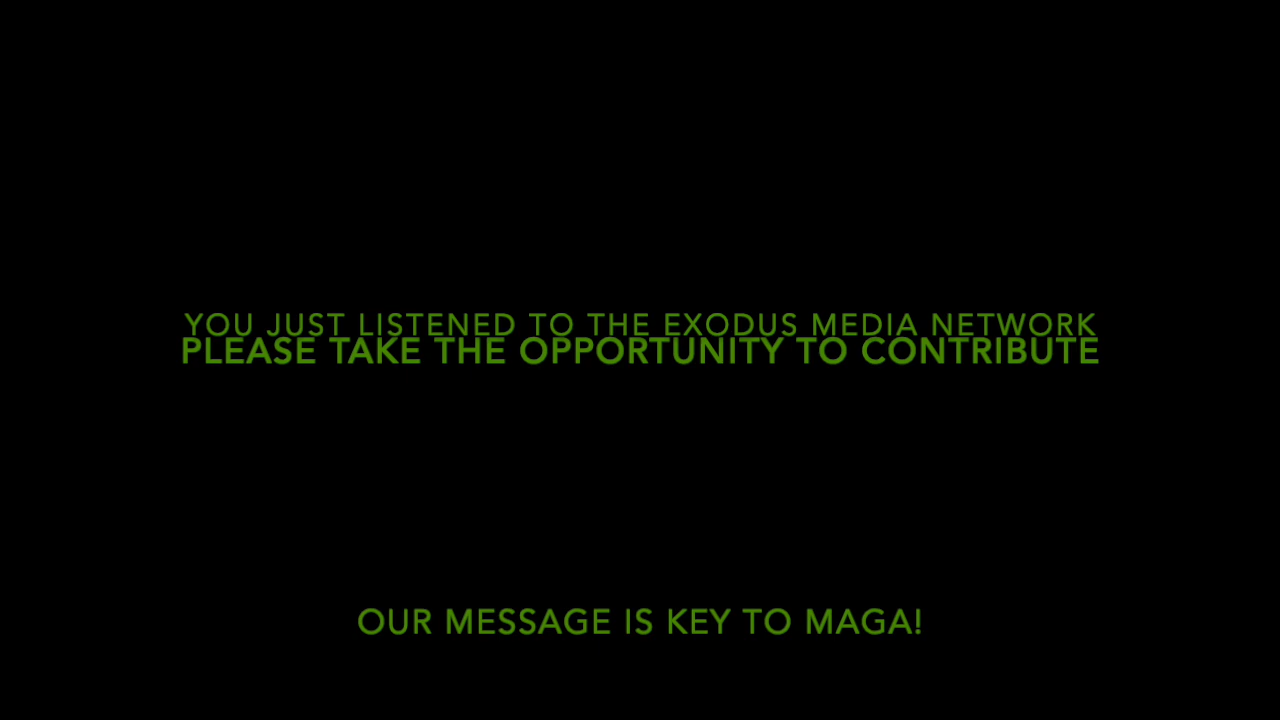 YOU JUST LISTENED TO THE EXODUS MEDIA NETWORK
PLEASE TAKE THE OPPORTUNITY TO CONTRIBUTE
OUR MESSAGE IS KEY TO MAGA!